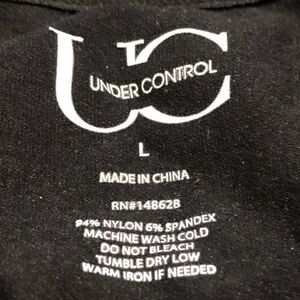 UC
UNDER CONTROL
L
MADE IN CHINA
RN#148628
94% NYLON 6% SPANDEX
MACHINE WASH COLD
DO NOT BLEACH
TUMBLE DRY LOW
WARM IRON IF NEEDED